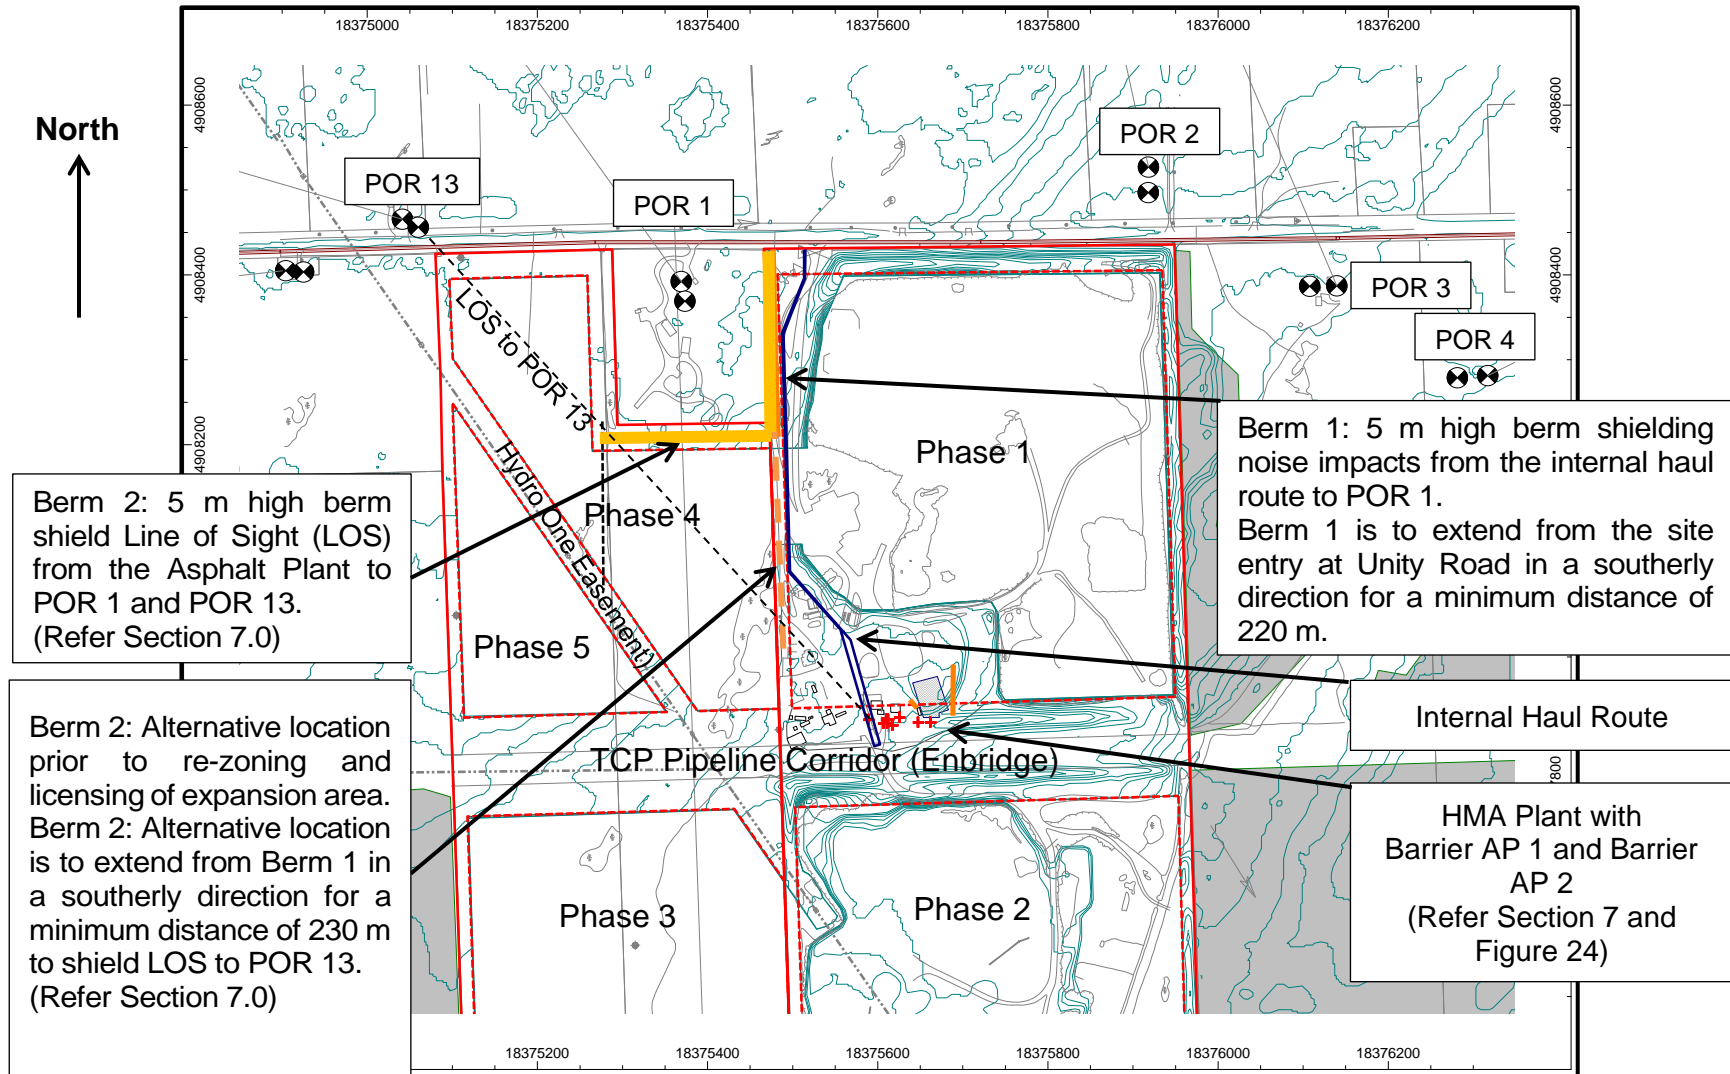 18375000
18375200
18375400
18375600
18375800
18376000
18376200
4908600
4908600
North
POR 2
POR 13
POR 1
4908400
4908400
POR 3
POR 4
LOS to POR 13
4908200
Phase 1
Berm 1: 5 m high berm shielding
noise impacts from the internal haul
route to POR 1.
Berm 1 is to extend from the site
entry at Unity Road in a southerly
direction for a minimum distance of
220 m.
Hydro One Easement)
Phase 4
Berm 2: 5 m high berm
shield Line of Sight (LOS)
from the Asphalt Plant to
POR 1 and POR 13.
(Refer Section 7.0)
Phase 5
Internal Haul Route
Berm 2: Alternative location
prior to re-zoning and
licensing of expansion area.
Berm 2: Alternative location
is to extend from Berm 1 in
a southerly direction for a
minimum distance of 230 m
to shield LOS to POR 13.
(Refer Section 7.0)
TCP Pipeline Corridor (Enbridge)
7800
HMA Plant with
Barrier AP 1 and Barrier
AP 2
(Refer Section 7 and
Figure 24)
Phase 3
Phase 2
18375200
18375400
18375600
18375800
18376000
18376200